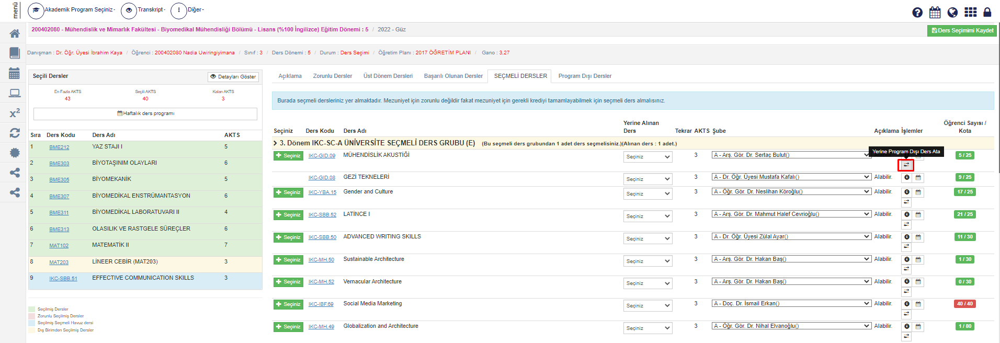 menü
Akademik Program Seçiniz- Transkript- Diğer-
200402080 - Mühendislik ve Mimarlık Fakültesi - Biyomedikal Mühendisliği Bölümü - Lisans (%100 İngilizce) Eğitim Dönemi : 5 / 2022 - Güz
Ders Seçimimi Kaydet
Danışman : Dr. Öğr. Üyesi İbrahim Kaya / Öğrenci : 200402080 Nadia Uwiringiyimana / Sınıf : 3 / Ders Dönemi : 5 / Durum : Ders Seçimi / Öğretim Planı : 2017 ÖĞRETİM PLANI / Gano : 3,27
Seçili Dersler
Detayları Göster
En Fazla AKTS Seçili AKTS Kalan AKTS
43 40 3
Haftalık ders programı
Sıra Ders Kodu Ders Adı AKTS
1 BME212 YAZ STAJI I 5
2 BME303 BİYOTAŞINIM OLAYLARI 6
3 BME305 BİYOMEKANİK 5
4 BME307 BİYOMEDİKAL ENSTRÜMANTASYON 6
5 BME311 BİYOMEDİKAL LABORATUVARI II 4
6 BME313 OLASILIK VE RASTGELE SÜREÇLER 6
7 MAT102 MATEMATİK II 7
8 MAT203 LİNEER CEBİR (MAT203) 3
9 IKC-SBB.51 EFFECTIVE COMMUNICATION SKILLS 3
Seçilmiş Dersler
Zorunlu Seçilmiş Dersler
Seçilmiş Seçmeli Havuz dersi
Dış Birimden Seçilmiş Dersler
Açıklama Zorunlu Dersler Üst Dönem Dersleri Başarılı Olunan Dersler SEÇMELİ DERSLER Program Dışı Dersler
Burada seçmeli dersleriniz yer almaktadır. Mezuniyet için zorunlu değildir fakat mezuniyet için gerekli krediyi tamamlayabilmek için seçmeli ders almalısınız.
Seçiniz Ders Kodu Ders Adı Yerine Alınan Ders Tekrar AKTS Şube Açıklama İşlemler Öğrenci Sayısı / Kota
3. Dönem IKC-SC-A ÜNİVERSİTE SEÇMELİ DERS GRUBU (E) (Bu seçmeli ders grubundan 1 adet ders seçmelisiniz.)(Alınan ders : 1 adet.)
Yerine Program Dışı Ders Ata
Seçiniz IKC-GID.09 MÜHENDİSLİK AKUSTİĞİ Seçiniz 3 A - Arş. Gör. Dr. Sertaç Bulut() 5 / 25
IKC-GID.08 GEZİ TEKNELERİ Seçiniz 3 A - Dr. Öğr. Üyesi Mustafa Kafalı() Alabilir. 9 / 25
Seçiniz IKC-YBA.15 Gender and Culture Seçiniz 3 A - Öğr. Gör. Dr. Neslihan Köroğlu() Alabilir. 17 / 25
Seçiniz IKC-SBB.52 LATİNCE I Seçiniz 3 A - Arş. Gör. Dr. Mahmut Halef Cevrioğlu() Alabilir. 21 / 25
Seçiniz IKC-SBB.50 ADVANCED WRITING SKILLS Seçiniz 3 A - Dr. Öğr. Üyesi Zülal Ayar() Alabilir. 11 / 30
Seçiniz IKC-MH.50 Sustainable Architecture Seçiniz 3 A - Arş. Gör. Dr. Hakan Baş() Alabilir. 1 / 30
Seçiniz IKC-MH.52 Vernacular Architecture Seçiniz 3 A - Arş. Gör. Dr. Hakan Baş() Alabilir. 0 / 30
Seçiniz IKC-IBF.69 Social Media Marketing Seçiniz 3 A - Doç. Dr. İsmail Erkan() Alabilir. 40 / 40
Seçiniz IKC-MH.49 Globalization and Architecture Seçiniz 3 A - Öğr. Gör. Dr. Nihal Elvanoğlu() Alabilir. 1 / 80